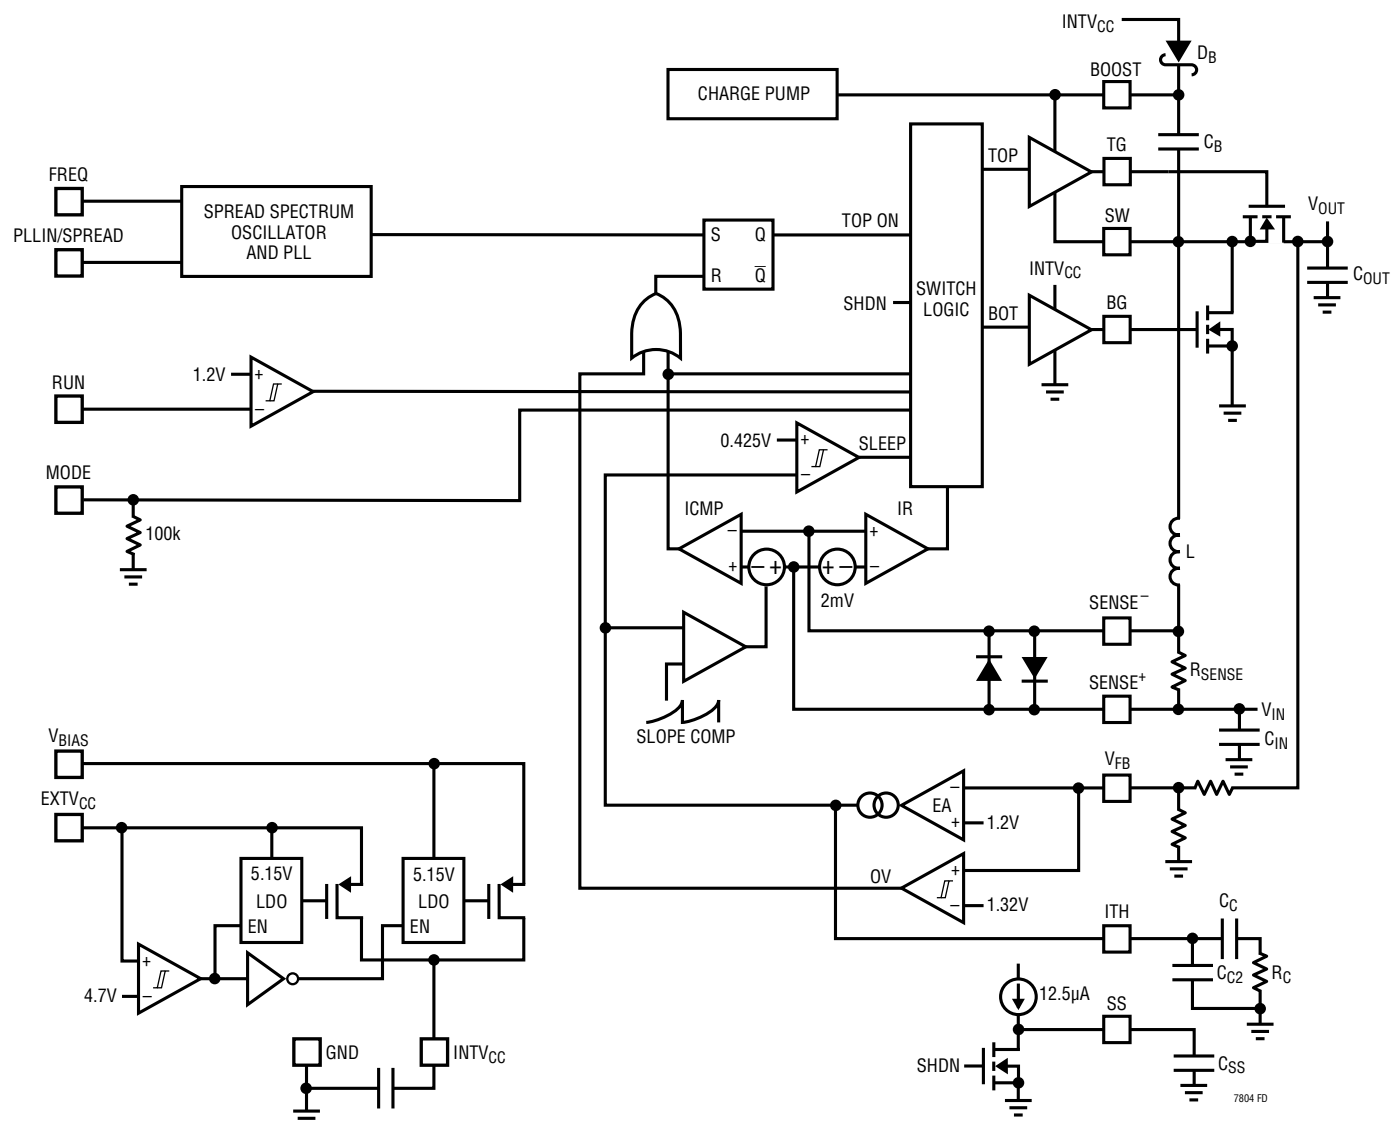 INTVCC
DB
BOOST
CHARGE PUMP
CB
TOP
TG
FREQ
SPREAD SPECTRUM
OSCILLATOR
AND PLL
PLLIN/SPREAD
S
Q
R
Q̅
TOP ON
SW
VOUT
COUT
SHDN
SWITCH
LOGIC
INTVCC
BOT
BG
RUN
1.2V
+
–
0.425V
+
–
SLEEP
MODE
100k
ICMP
–
+
– +
+ –
2mV
IR
+
–
L
SENSE–
RSENSE
SENSE+
VIN
CIN
SLOPE COMP
VBIAS
EXTVCC
VFB
–
EA
+
1.2V
5.15V
LDO
EN
5.15V
LDO
EN
OV
+
–
1.32V
ITH
CC
CC2
RC
+
–
4.7V
12.5µA
SS
GND
INTVCC
SHDN
CSS
7804 FD